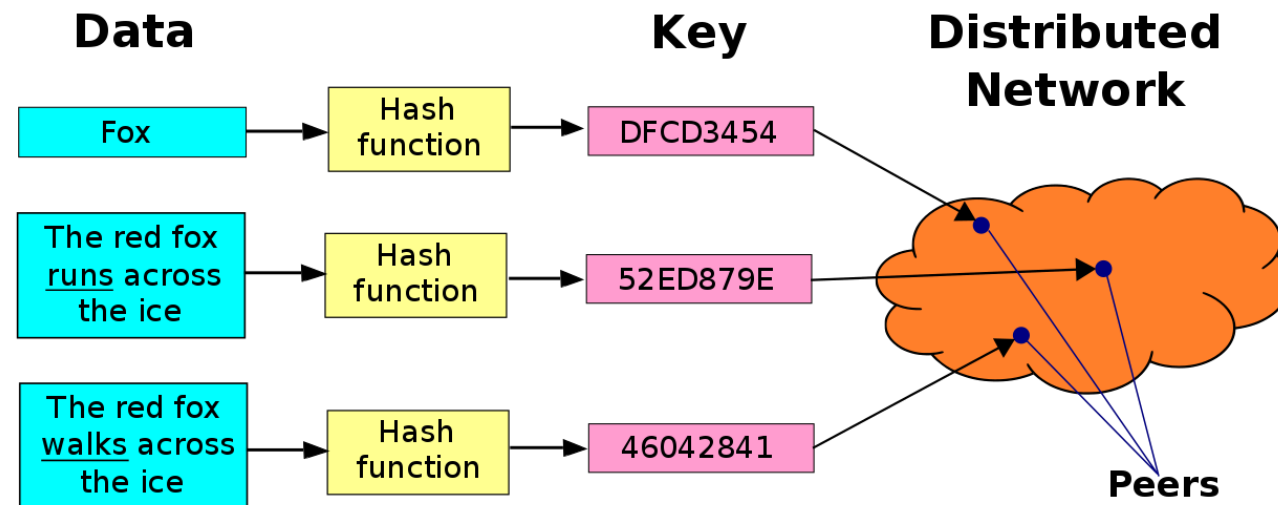 Data
Key
Distributed
Network
Fox
Hash
function
DFCD3454
The red fox
runs across
the ice
Hash
function
52ED879E
The red fox
walks across
the ice
Hash
function
46042841
Peers